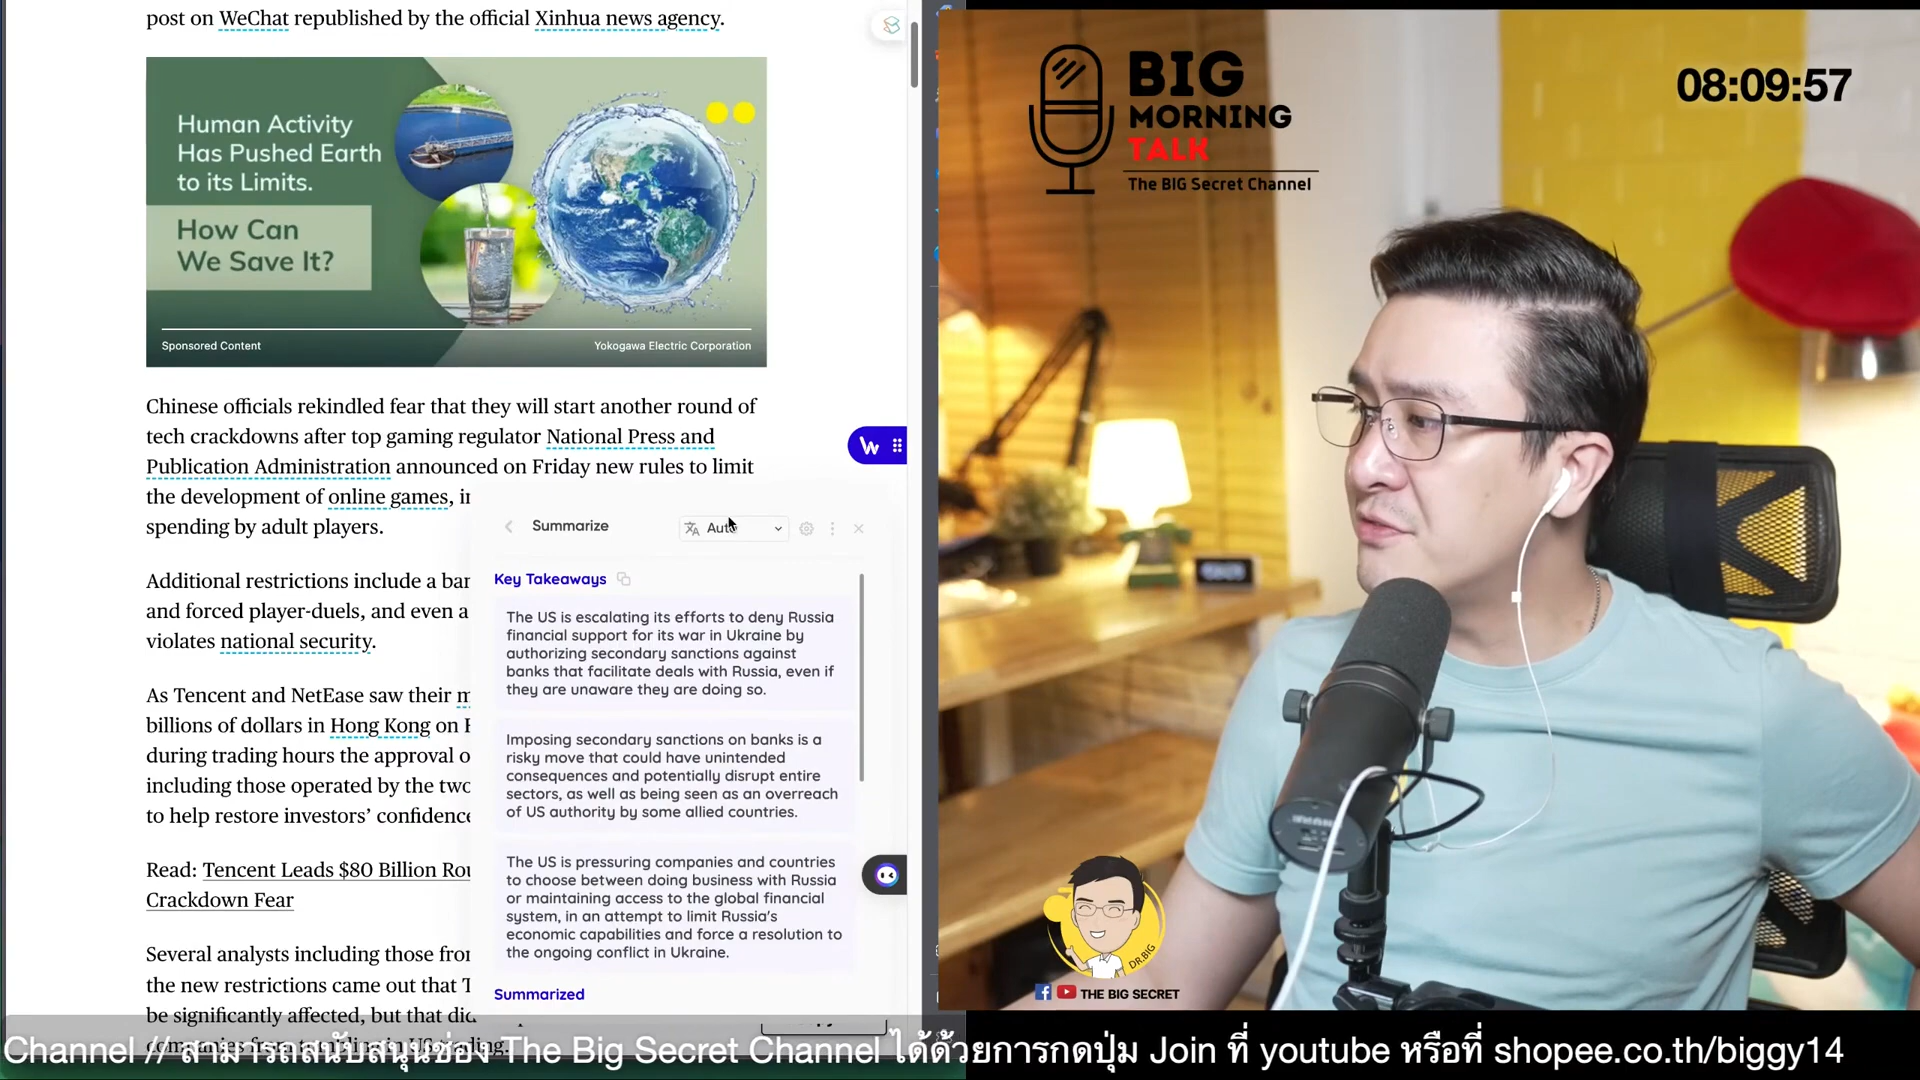 post on WeChat republished by the official Xinhua news agency.
Human Activity
Has Pushed Earth
to its Limits.
How Can
We Save It?
Sponsored Content
Yokogawa Electric Corporation
Chinese officials rekindled fear that they will start another round of
tech crackdowns after top gaming regulator National Press and
Publication Administration announced on Friday new rules to limit
the development of online games, in
spending by adult players.
Additional restrictions include a ban
and forced player-duels, and even a
violates national security.
As Tencent and NetEase saw their m
billions of dollars in Hong Kong on F
during trading hours the approval o
including those operated by the two
to help restore investors’ confidence
Read: Tencent Leads $80 Billion Rou
Crackdown Fear
Several analysts including those from
the new restrictions came out that T
be significantly affected, but that did
Summarize
Auto
Key Takeaways
The US is escalating its efforts to deny Russia
financial support for its war in Ukraine by
authorizing secondary sanctions against
banks that facilitate deals with Russia, even if
they are unaware they are doing so.
Imposing secondary sanctions on banks is a
risky move that could have unintended
consequences and potentially disrupt entire
sectors, as well as being seen as an overreach
of US authority by some allied countries.
The US is pressuring companies and countries
to choose between doing business with Russia
or maintaining access to the global financial
system, in an attempt to limit Russia's
economic capabilities and force a resolution to
the ongoing conflict in Ukraine.
Summarized
BIG
MORNING
TALK
The BIG Secret Channel
08:09:57
DR.BIG
THE BIG SECRET
Channel // สามารถสนับสนุนช่อง The Big Secret Channel ได้ด้วยการกดปุ่ม Join ที่ youtube หรือที่ shopee.co.th/biggy14